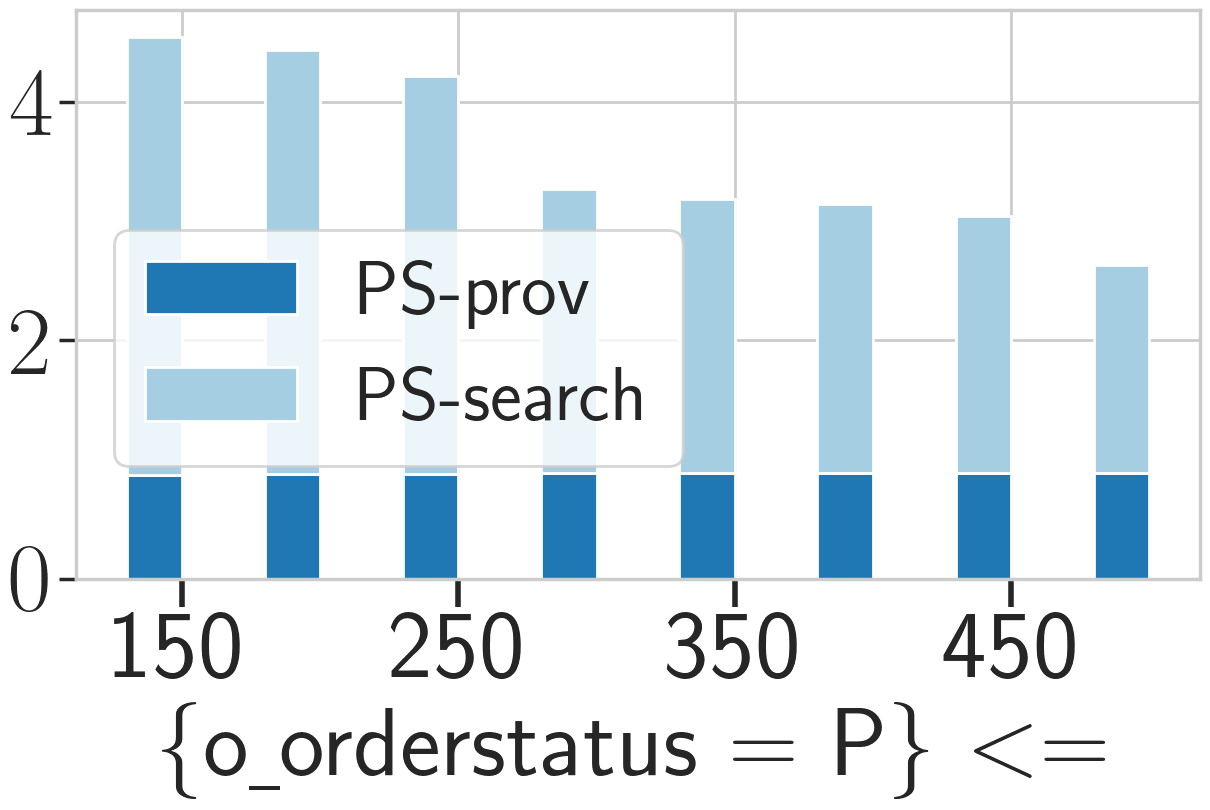 4
2
0
PS-prov
PS-search
150 250 350 450
{o_orderstatus = P} <=